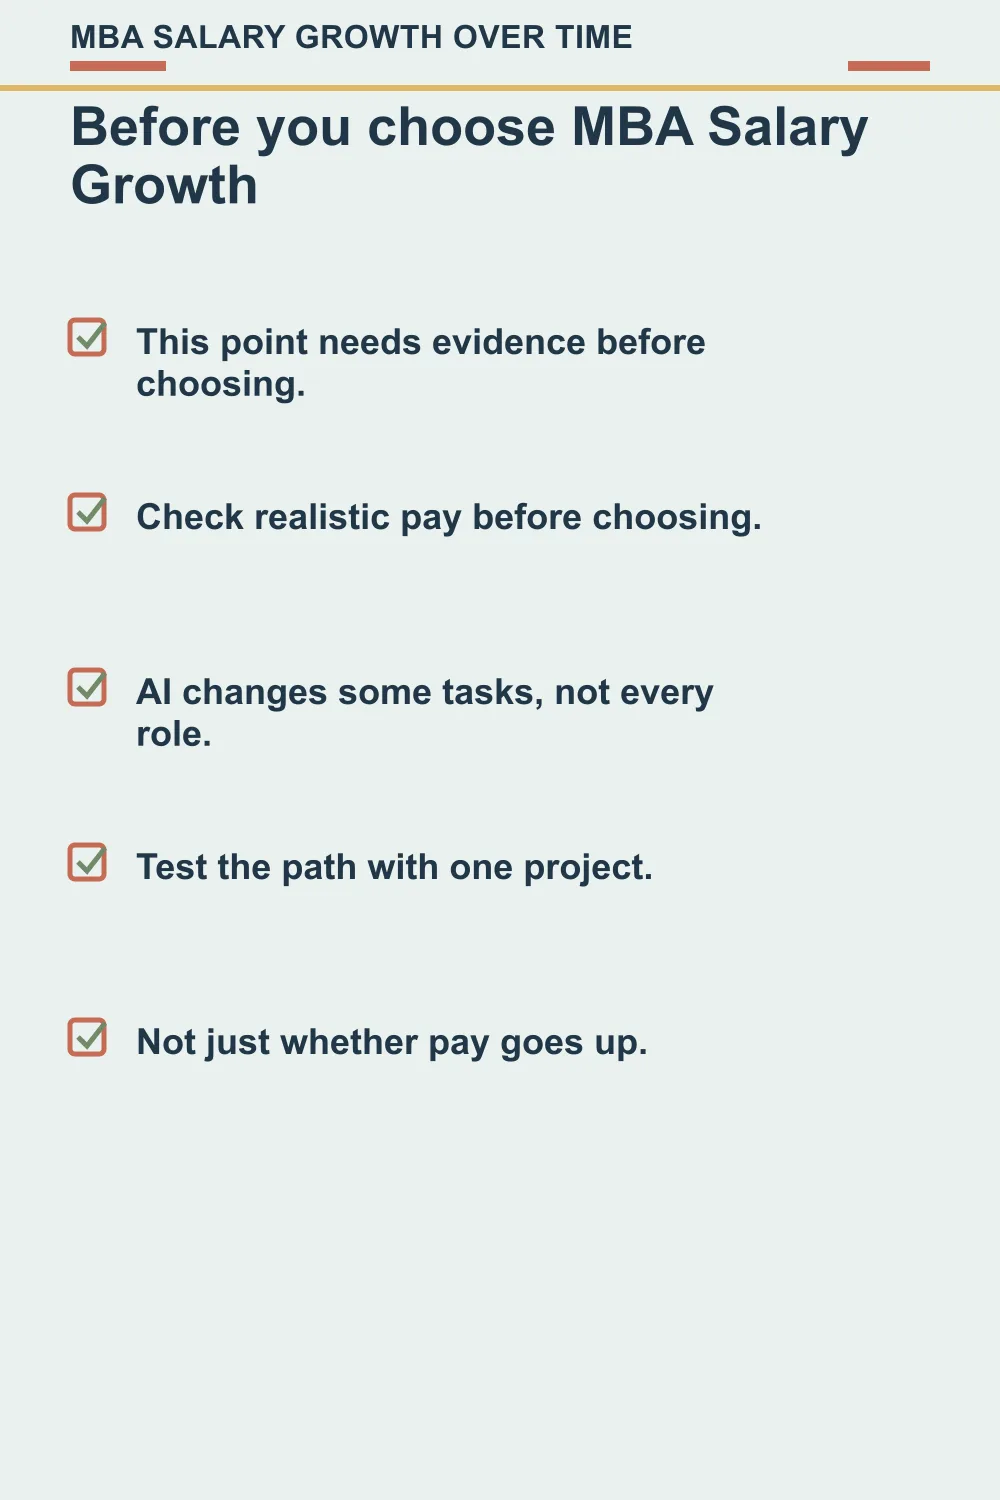 MBA SALARY GROWTH OVER TIME
Before you choose MBA Salary
Growth
This point needs evidence before
choosing.
Check realistic pay before choosing.
AI changes some tasks, not every
role.
Test the path with one project.
Not just whether pay goes up.